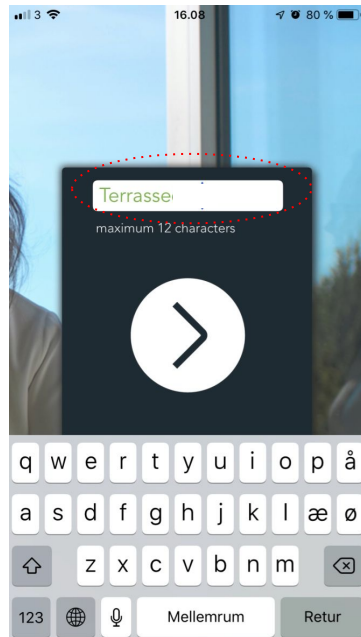 3 16.08 80 %
Terrasse
maximum 12 characters
q w e r t y u i o p å
a s d f g h j k l æ ø
z x c v b n m
123 Mellemrum Retur